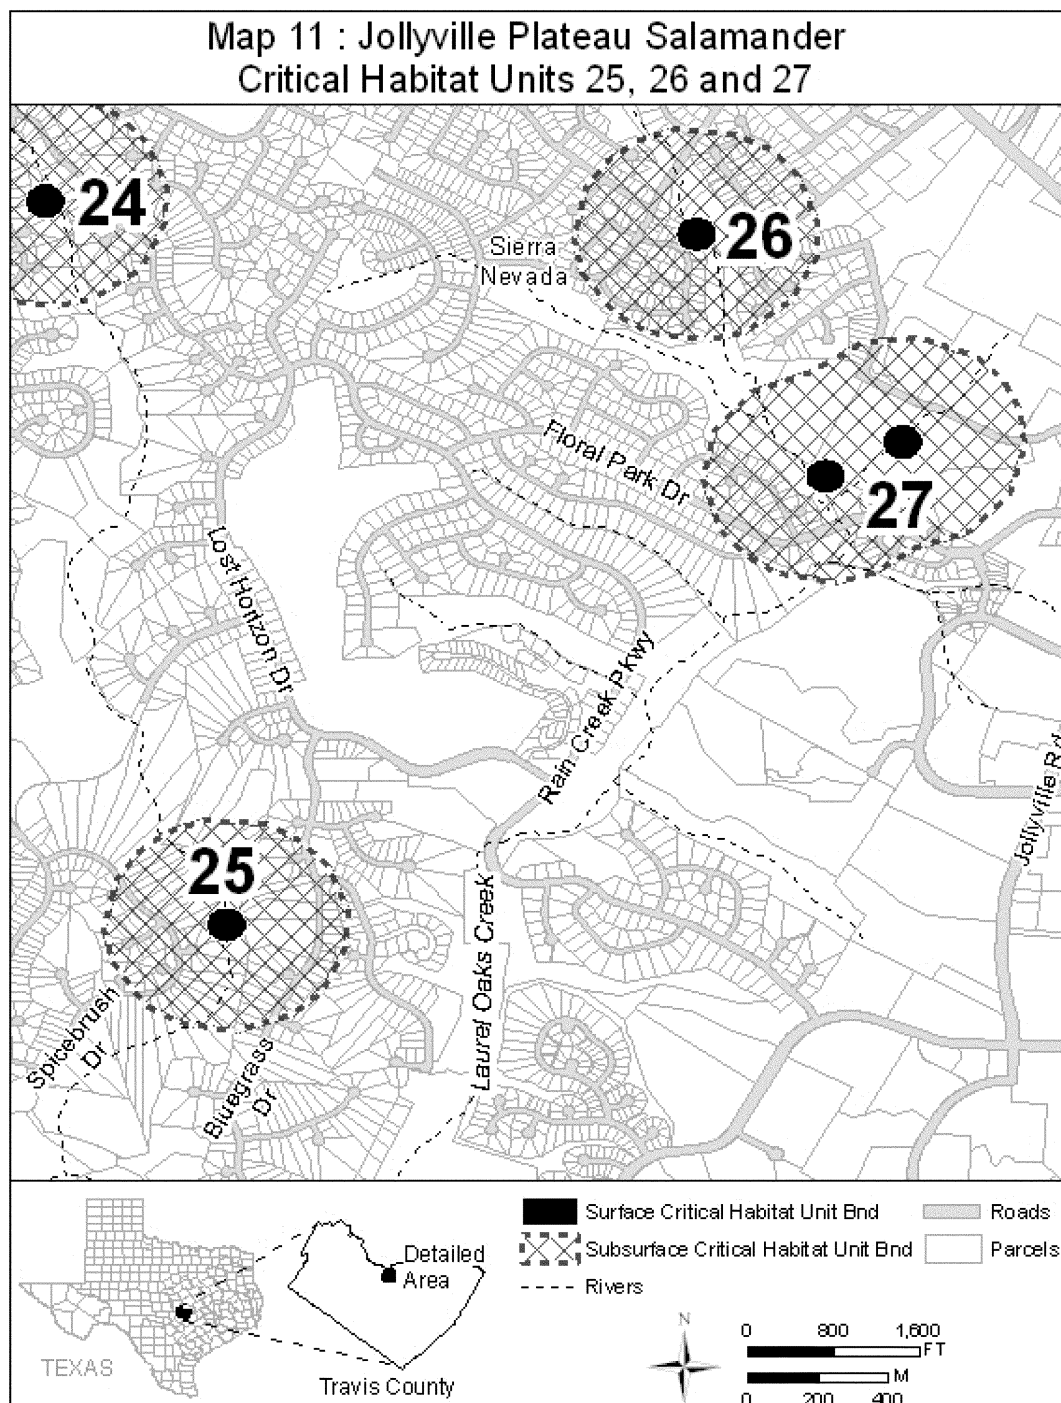 Map 11 : Jollyville Plateau Salamander
Critical Habitat Units 25, 26 and 27
24
26
Sierra
Nevada
Floral Park Dr
27
Lost Horizon Dr
Rain Creek Pkwy
Jollyville Rd
25
Laurel Oaks Creek
Spicebrush
Dr
Bluegrass
Dr
Surface Critical Habitat Unit Bnd
Roads
Subsurface Critical Habitat Unit Bnd
Parcels
Rivers
Detailed
Area
TEXAS
Travis County
N
0 800 1,600
FT
M
0 200 400